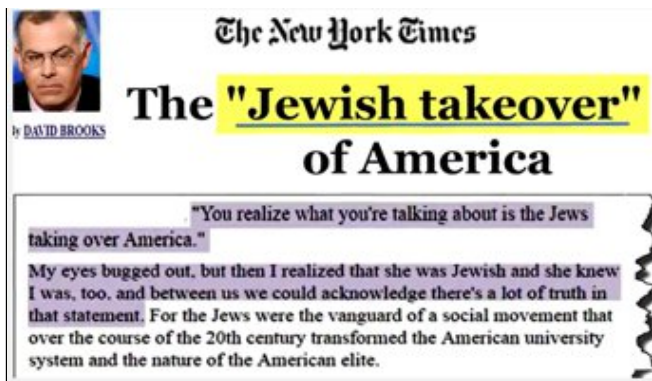 The New York Times
By DAVID BROOKS
The "Jewish takeover"
of America
"You realize what you're talking about is the Jews
taking over America."
My eyes bugged out, but then I realized that she was Jewish and she knew
I was, too, and between us we could acknowledge there's a lot of truth in
that statement. For the Jews were the vanguard of a social movement that
over the course of the 20th century transformed the American university
system and the nature of the American elite.